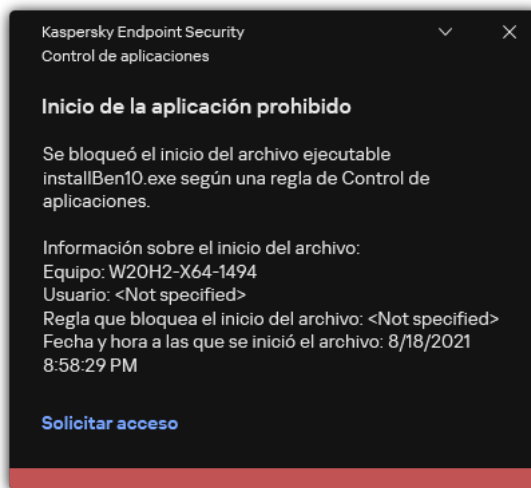 Kaspersky Endpoint Security
Control de aplicaciones
Inicio de la aplicación prohibido
Se bloqueó el inicio del archivo ejecutable
installBen10.exe según una regla de Control de
aplicaciones.
Información sobre el inicio del archivo:
Equipo: W20H2-X64-1494
Usuario: <Not specified>
Regla que bloquea el inicio del archivo: <Not specified>
Fecha y hora a las que se inició el archivo: 8/18/2021
8:58:29 PM
Solicitar acceso